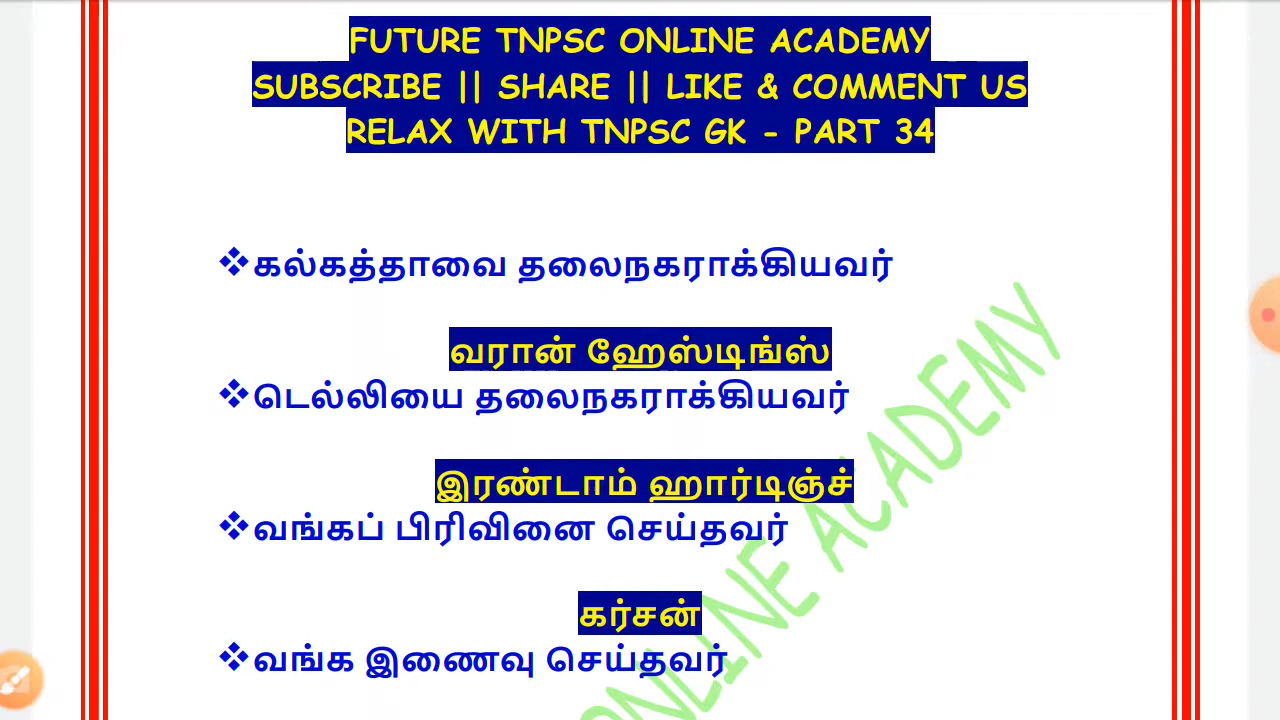 FUTURE TNPSC ONLINE ACADEMY
SUBSCRIBE || SHARE || LIKE & COMMENT US
RELAX WITH TNPSC GK - PART 34
❖கல்கத்தாவை தலைநகராக்கியவர்
வரான் ஹேஸ்டிங்ஸ்
❖டெல்லியை தலைநகராக்கியவர்
இரண்டாம் ஹார்டிஞ்ச்
❖வங்கப் பிரிவினை செய்தவர்
கர்சன்
❖வங்க இணைவு செய்தவர்
ONLINE ACADEMY